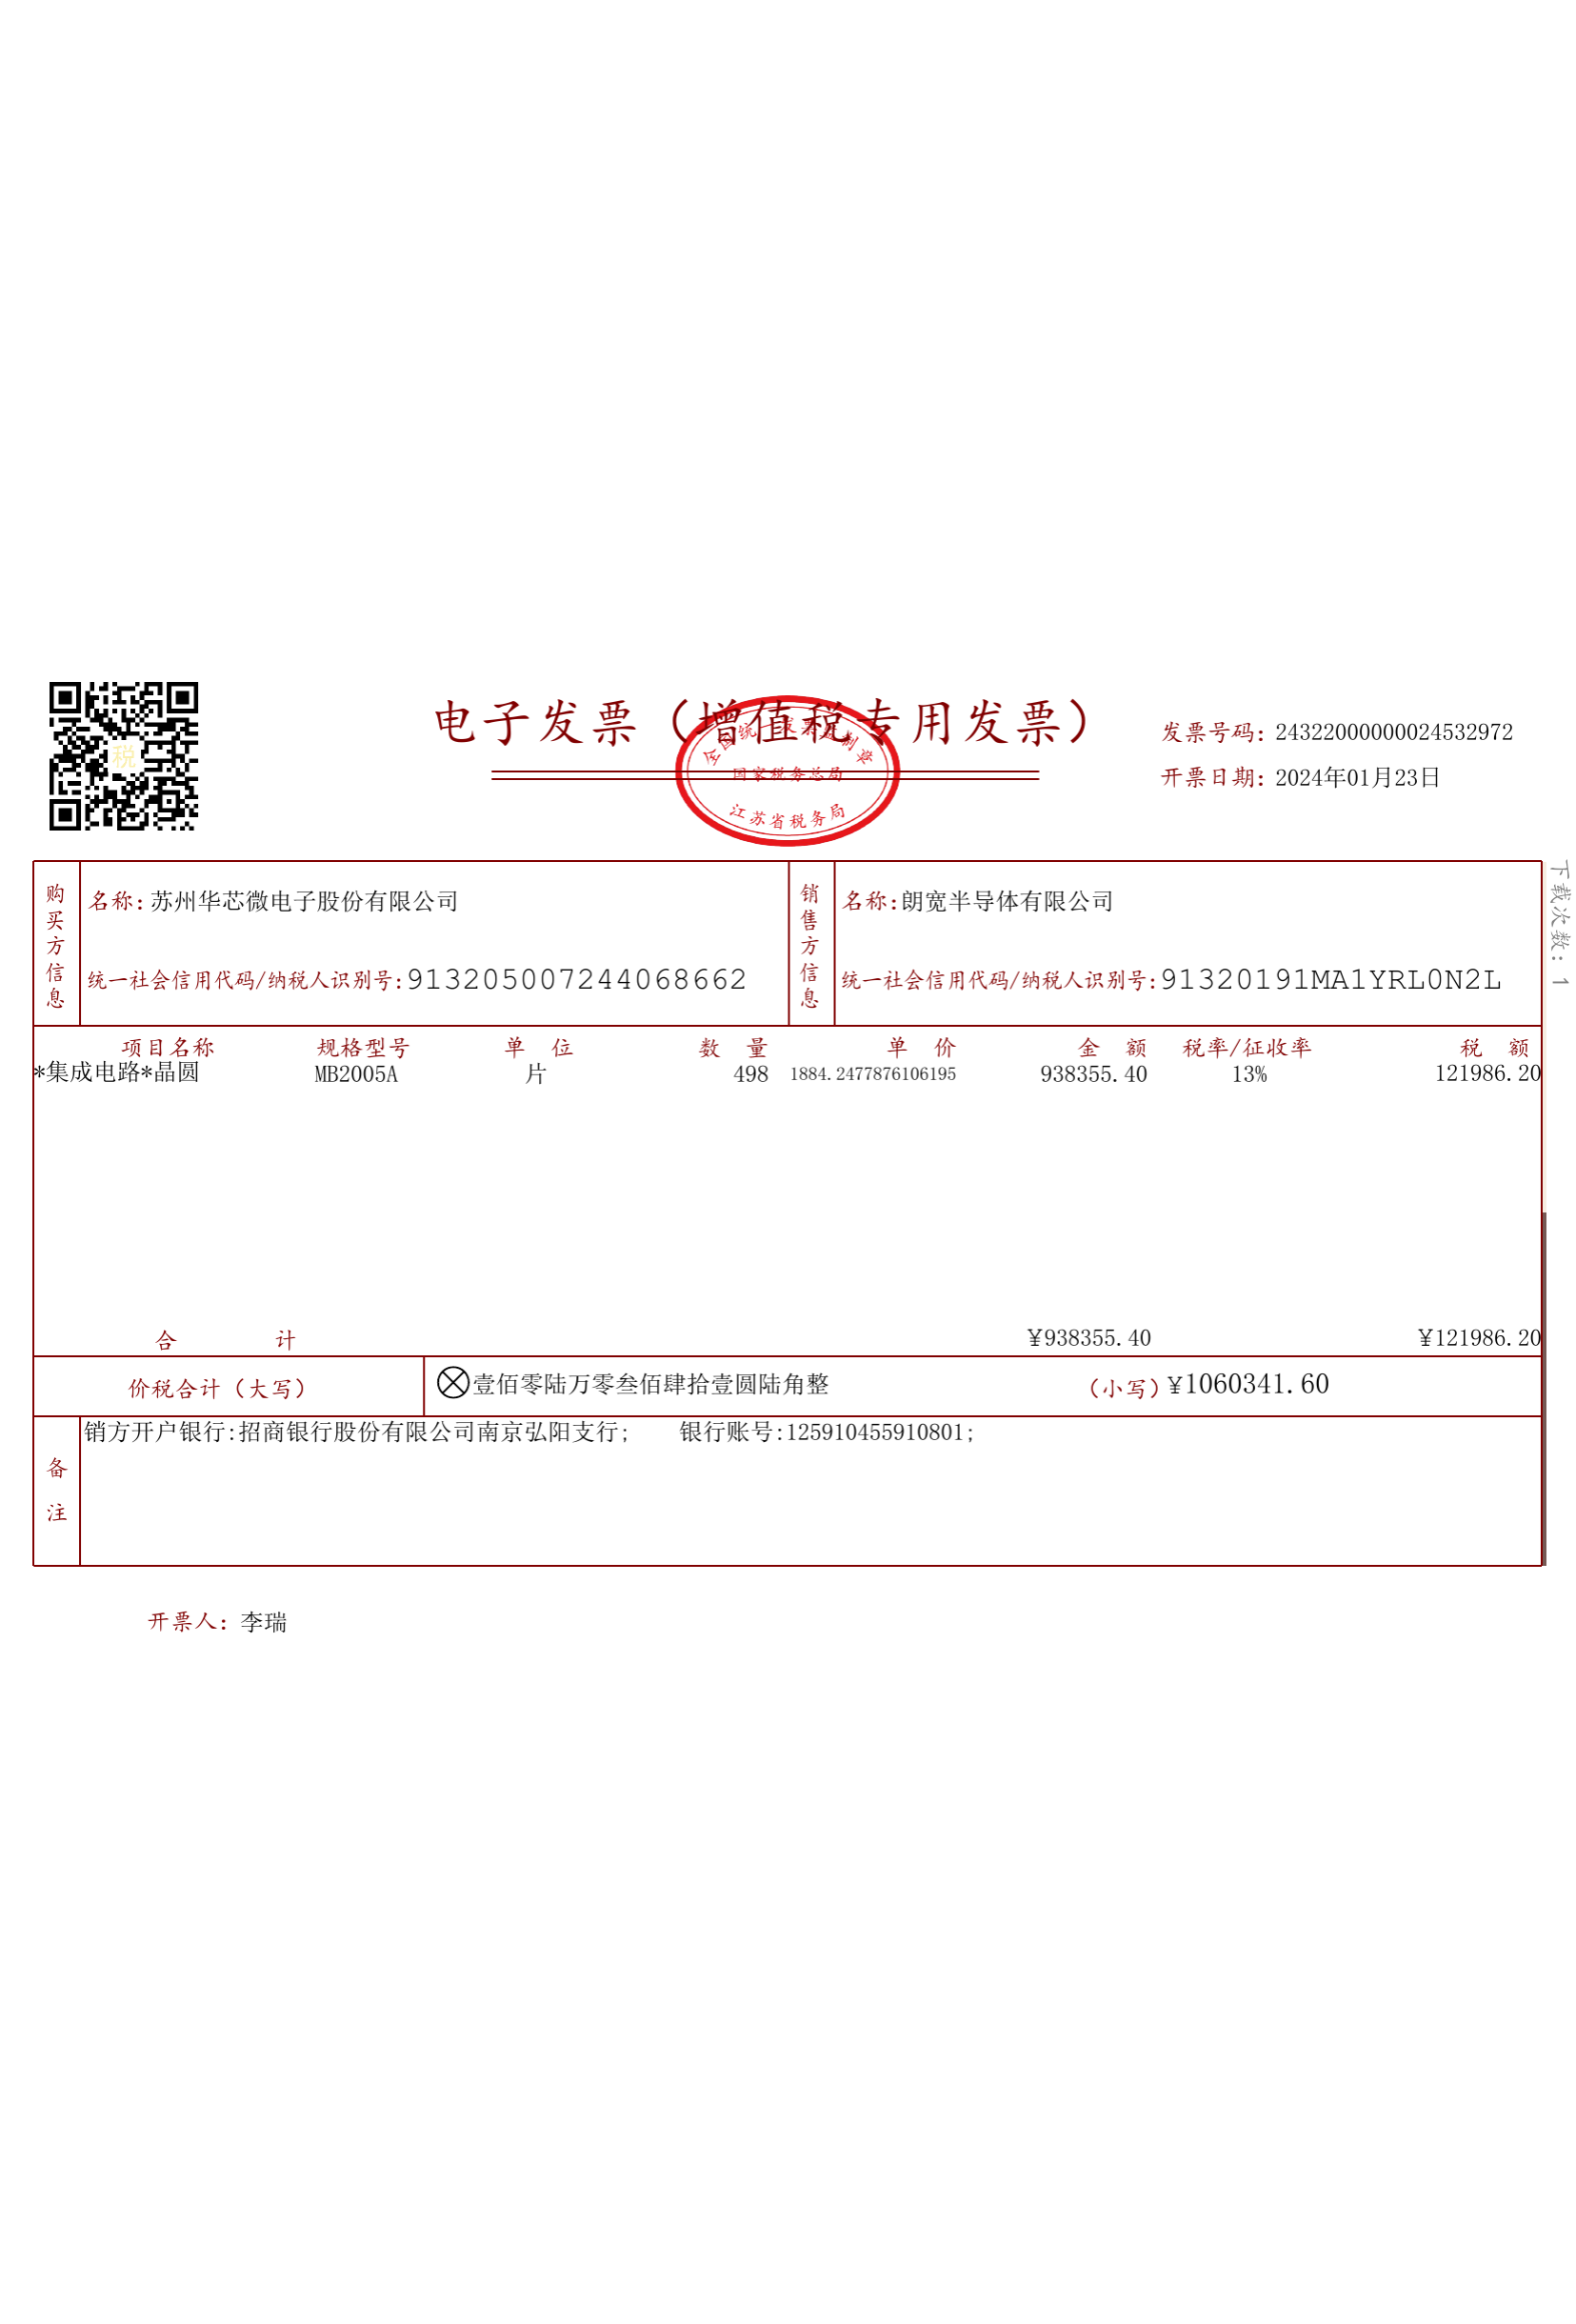 电子发票（增值税专用发票）
全国统一发票监制章
国家税务总局
江苏省税务局
税
发票号码：24322000000024532972
开票日期：2024年01月23日
下载次数：1
购买方信息
名称：苏州华芯微电子股份有限公司
统一社会信用代码/纳税人识别号：913205007244068662
销售方信息
名称：朗宽半导体有限公司
统一社会信用代码/纳税人识别号：91320191MA1YRL0N2L
项目名称 规格型号 单位 数量 单价 金额 税率/征收率 税额
*集成电路*晶圆 MB2005A 片 498 1884.2477876106195 938355.40 13% 121986.20
合计 ¥938355.40 ¥121986.20
价税合计（大写） ⊗壹佰零陆万零叁佰肆拾壹圆陆角整 （小写）¥1060341.60
备注
销方开户银行:招商银行股份有限公司南京弘阳支行; 银行账号:125910455910801;
开票人：李瑞